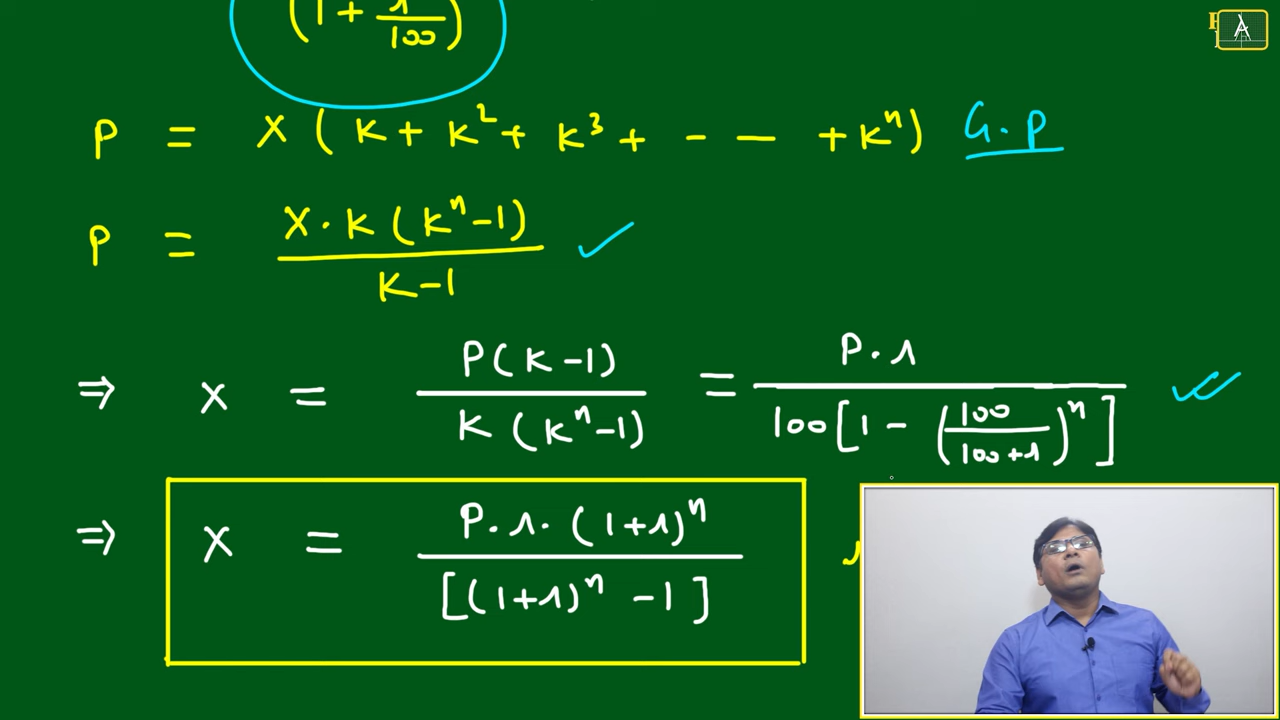 (1 + r/100)
P = X ( K + K² + K³ + - — + Kⁿ ) G.P
P = X·K (Kⁿ-1) / K-1 ✓
⇒ X = P(K-1) / K (Kⁿ-1) = P·r / 100[1 - (100/100+r)ⁿ] ✓✓
⇒ X = P·r·(1+r)ⁿ / [(1+r)ⁿ -1]